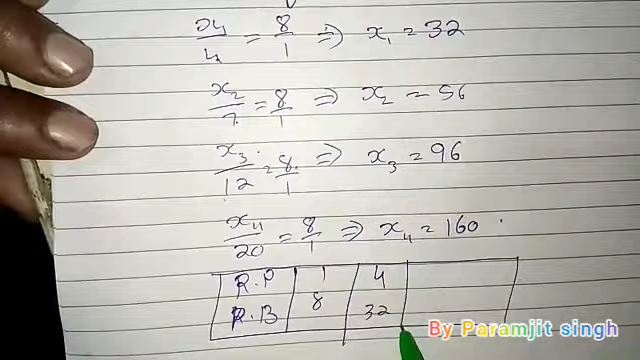 x1/4 = 8/1 ⇒ x₁ = 32
x₂/7 = 8/1 ⇒ x₂ = 56
x₃/12 = 8/1 ⇒ x₃ = 96
x₄/20 = 8/1 ⇒ x₄ = 160
R.P 1 4
R.B 8 32
By Paramjit singh